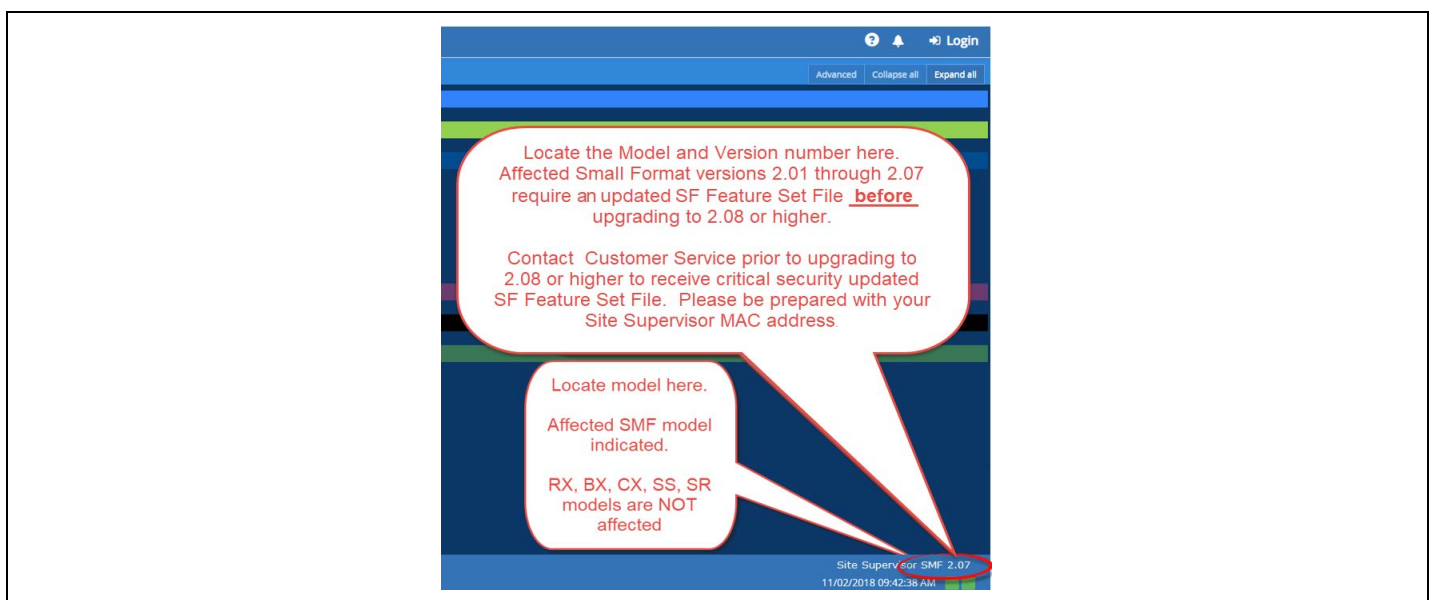 Login
Advanced Collapse all Expand all
Locate the Model and Version number here.
Affected Small Format versions 2.01 through 2.07
require an updated SF Feature Set File before
upgrading to 2.08 or higher.
Contact Customer Service prior to upgrading to
2.08 or higher to receive critical security updated
SF Feature Set File. Please be prepared with your
Site Supervisor MAC address.
Locate model here.
Affected SMF model
indicated.
RX, BX, CX, SS, SR
models are NOT
affected
Site Supervisor SMF 2.07
11/02/2018 09:42:38 AM